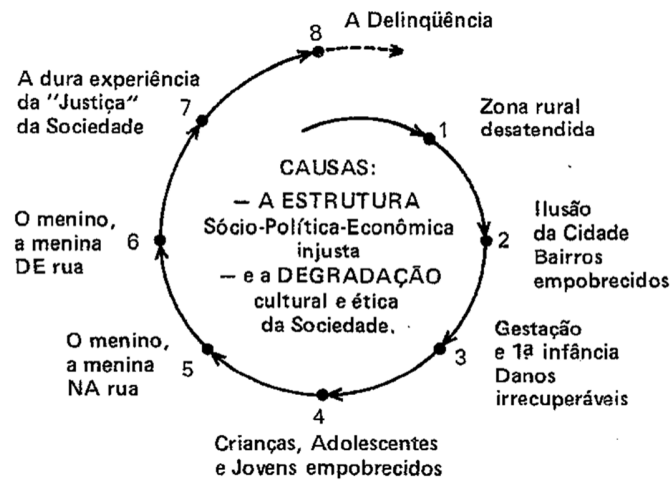 8
A Delinqüência
A dura experiência
da "Justiça"
da Sociedade
7
1
Zona rural
desatendida
CAUSAS:
— A ESTRUTURA
Sócio-Política-Econômica
injusta
— e a DEGRADAÇÃO
cultural e ética
da Sociedade.
O menino,
a menina
DE rua
6
2
Ilusão
da Cidade
Bairros
empobrecidos
O menino,
a menina
NA rua
5
3
Gestação
e 1ª infância
Danos
irrecuperáveis
4
Crianças, Adolescentes
e Jovens empobrecidos